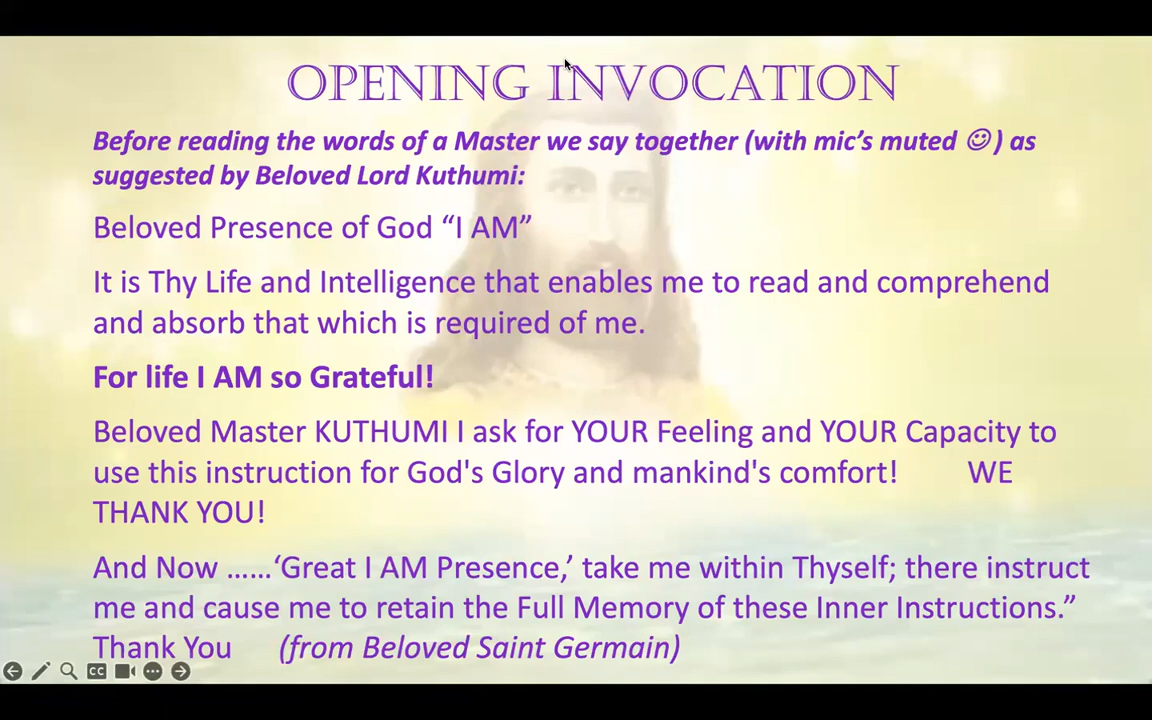 OPENING INVOCATION
Before reading the words of a Master we say together (with mic’s muted ☺) as
suggested by Beloved Lord Kuthumi:
Beloved Presence of God “I AM”
It is Thy Life and Intelligence that enables me to read and comprehend
and absorb that which is required of me.
For life I AM so Grateful!
Beloved Master KUTHUMI I ask for YOUR Feeling and YOUR Capacity to
use this instruction for God's Glory and mankind's comfort! WE
THANK YOU!
And Now ……‘Great I AM Presence,’ take me within Thyself; there instruct
me and cause me to retain the Full Memory of these Inner Instructions.”
Thank You (from Beloved Saint Germain)
CC